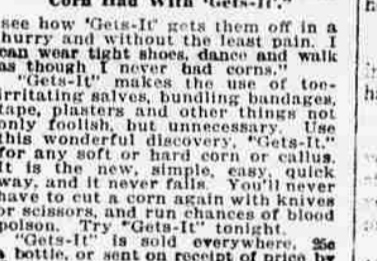 Corn Had With "Gets-It."
see how "Gets-It" gets them off in a
hurry and without the least pain. I
can wear tight shoes, dance and walk
as though I never had corns."
"Gets-It" makes the use of toe-
irritating salves, bundling bandages,
tape, plasters and other things not
only foolish, but unnecessary. Use
this wonderful discovery, "Gets-It,"
for any soft or hard corn or callus.
It is the new, simple, easy, quick
way, and it never fails. You'll never
have to cut a corn again with knives
or scissors, and run chances of blood
poison. Try "Gets-It" tonight.
"Gets-It" is sold everywhere, 25c
a bottle, or sent on receipt of price by